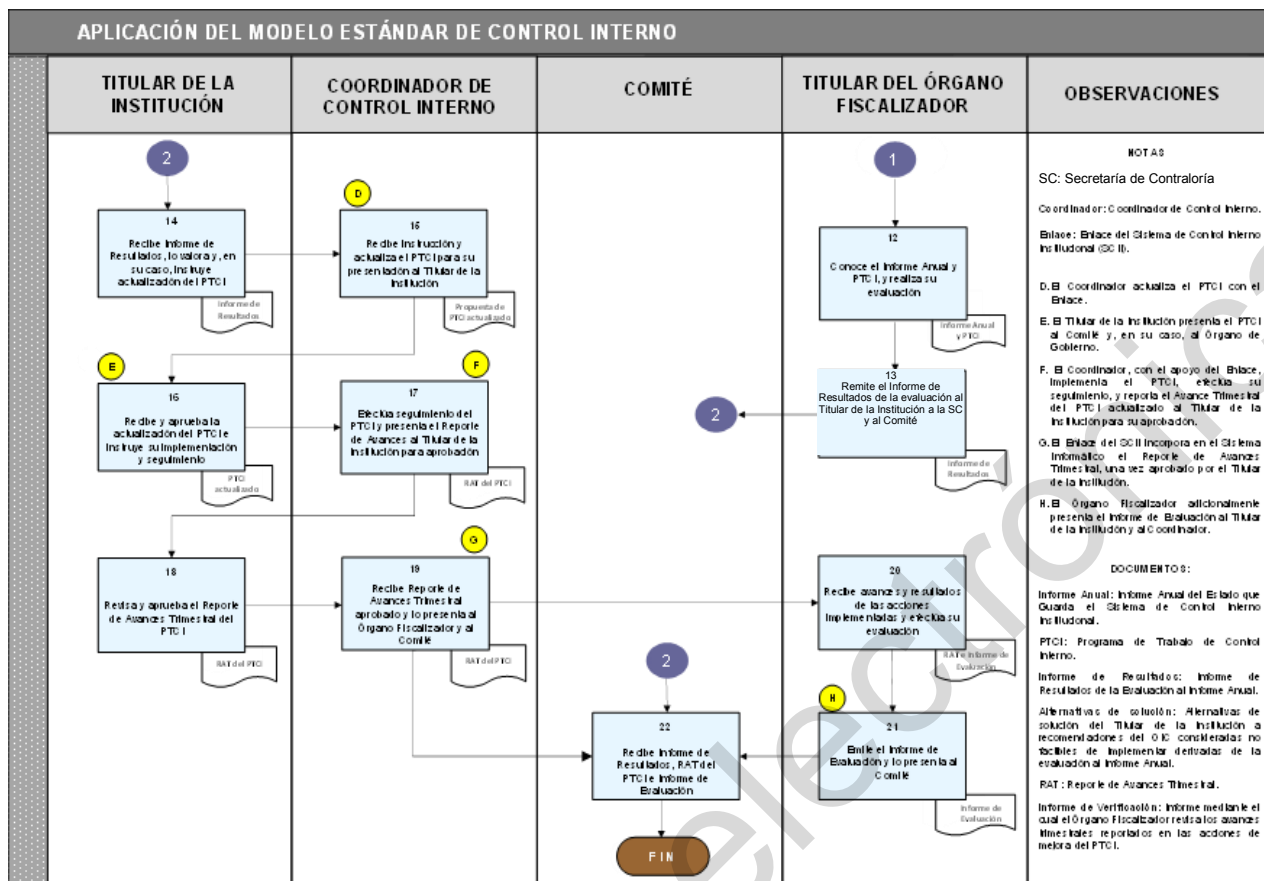 APLICACIÓN DEL MODELO ESTÁNDAR DE CONTROL INTERNO
TITULAR DE LA
INSTITUCIÓN
COORDINADOR DE
CONTROL INTERNO
COMITÉ
TITULAR DEL ÓRGANO
FISCALIZADOR
OBSERVACIONES
2
14
Recibe Informe de
Resultados, lo valora y, en
su caso, instruye
actualización del PTCI
Informe de
Resultados
D
15
Recibe instrucción y
actualiza el PTCI para su
presentación al Titular de la
Institución
Propuesta de
PTCI actualizado
1
12
Conoce el Informe Anual y
PTCI, y realiza su
evaluación
Informe Anual
y PTCI
13
Remite el Informe de
Resultados de la evaluación al
Titular de la Institución a la SC
y al Comité
Informe de
Resultados
2
E
16
Recibe y aprueba la
actualización del PTCI e
instruye su implementación
y seguimiento
PTCI
actualizado
F
17
Efectúa seguimiento del
PTCI y presenta el Reporte
de Avances al Titular de la
Institución para aprobación
RAT del PTCI
18
Revisa y aprueba el Reporte
de Avances Trimestral del
PTCI
RAT del PTCI
G
19
Recibe Reporte de
Avances Trimestral
aprobado y lo presenta al
Órgano Fiscalizador y al
Comité
RAT del PTCI
20
Recibe avances y resultados
de las acciones
implementadas y efectúa su
evaluación
RAT e Informe de
Evaluación
H
21
Emite el Informe de
Evaluación y lo presenta al
Comité
Informe de
Evaluación
2
22
Recibe Informe de
Resultados, RAT del
PTCI e Informe de
Evaluación
FIN
NOTAS
SC: Secretaría de Contraloría
Coordinador: Coordinador de Control Interno.
Enlace: Enlace del Sistema de Control Interno
Institucional (SCII).
D. El Coordinador actualiza el PTCI con el
Enlace.
E. El Titular de la Institución presenta el PTCI
al Comité y, en su caso, al Órgano de
Gobierno.
F. El Coordinador, con el apoyo del Enlace,
implementa el PTCI, efectúa su
seguimiento, y reporta el Avance Trimestral
del PTCI actualizado al Titular de la
Institución para su aprobación.
G. El Enlace del SCII incorpora en el Sistema
Informático el Reporte de Avances
Trimestral, una vez aprobado por el Titular
de la Institución.
H. El Órgano Fiscalizador adicionalmente
presenta el Informe de Evaluación al Titular
de la Institución y al Coordinador.
DOCUMENTOS:
Informe Anual: Informe Anual del Estado que
Guarda el Sistema de Control Interno
Institucional.
PTCI: Programa de Trabajo de Control
Interno.
Informe de Resultados: Informe de
Resultados de la Evaluación al Informe Anual.
Alternativas de solución: Alternativas de
solución del Titular de la Institución a
recomendaciones del OIC consideradas no
factibles de implementar derivadas de la
evaluación al Informe Anual.
RAT: Reporte de Avances Trimestral.
Informe de Verificación: Informe mediante el
cual el Órgano Fiscalizador revisa los avances
trimestrales reportados en las acciones de
mejora del PTCI.
electrónica